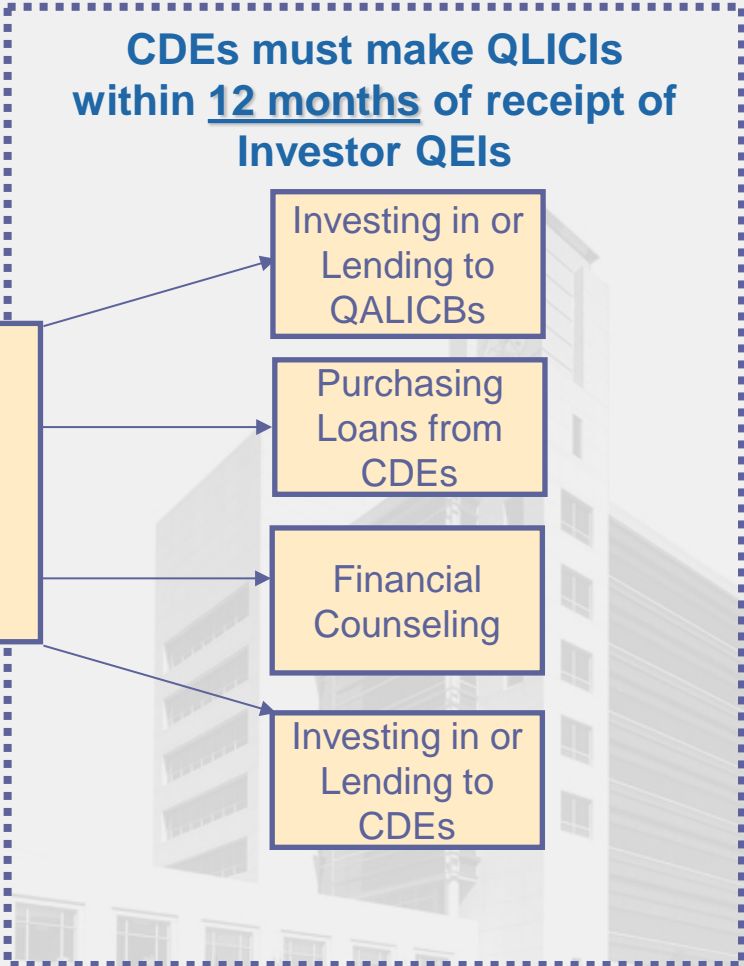 CDEs must make QLICIs
within 12 months of receipt of
Investor QEIs
Investing in or
Lending to
QALICBs
Purchasing
Loans from
CDEs
Financial
Counseling
Investing in or
Lending to
CDEs